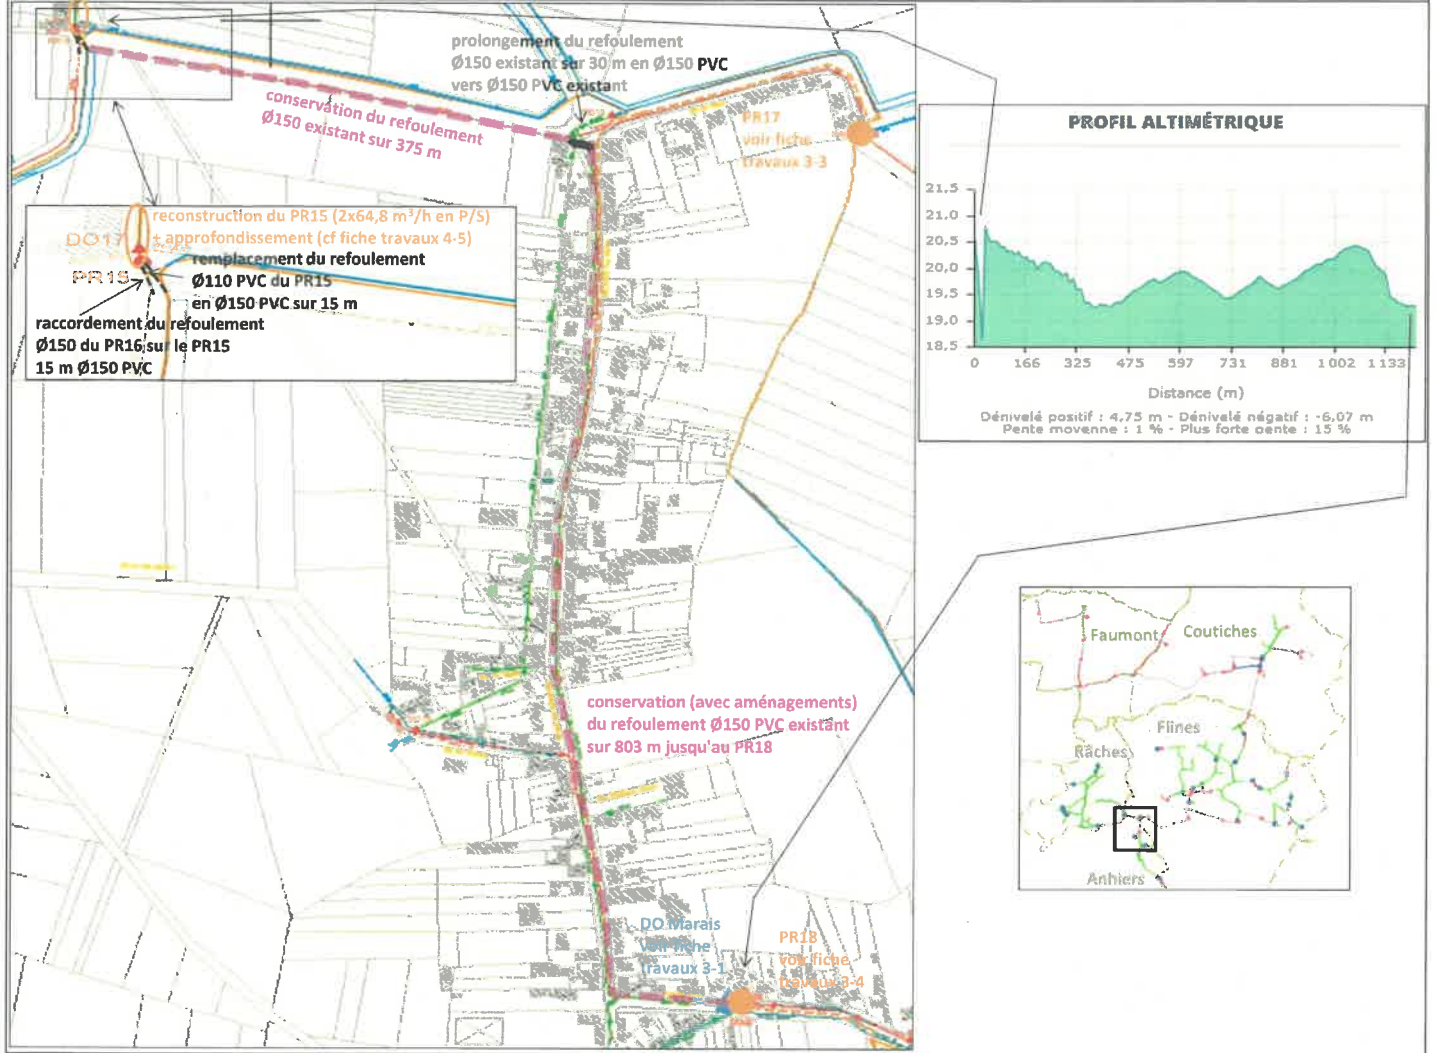 prolongement du refoulement
Ø150 existant sur 30 m en Ø150 PVC
vers Ø150 PVC existant
conservation du refoulement
Ø150 existant sur 375 m
PR17
voir fiche
travaux 3-3
reconstruction du PR15 (2x64,8 m³/h en P/S)
+ approfondissement (cf fiche travaux 4-5)
DO17
PR15
remplacement du refoulement
Ø110 PVC du PR15
en Ø150 PVC sur 15 m
raccordement du refoulement
Ø150 du PR16 sur le PR15
15 m Ø150 PVC
conservation (avec aménagements)
du refoulement Ø150 PVC existant
sur 803 m jusqu'au PR18
DO Marais
voir fiche
travaux 3-1
PR18
voir fiche
travaux 3-4
PROFIL ALTIMÉTRIQUE
21,5
21,0
20,5
20,0
19,5
19,0
18,5
0 166 325 475 597 731 881 1 002 1 133
Distance (m)
Dénivelé positif : 4,75 m - Dénivelé négatif : -6,07 m
Pente moyenne : 1 % - Plus forte pente : 15 %
Faumont
Coutiches
Flines
Râches
Anhiers